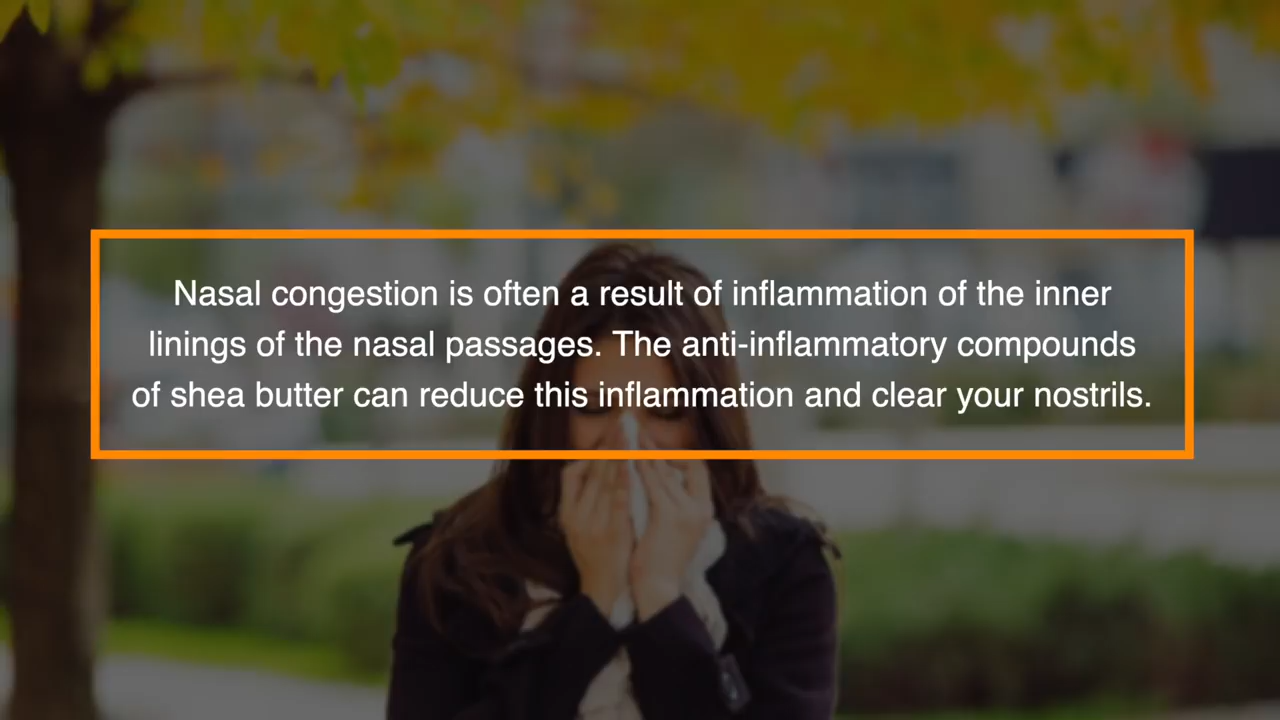 Nasal congestion is often a result of inflammation of the inner
linings of the nasal passages. The anti-inflammatory compounds
of shea butter can reduce this inflammation and clear your nostrils.